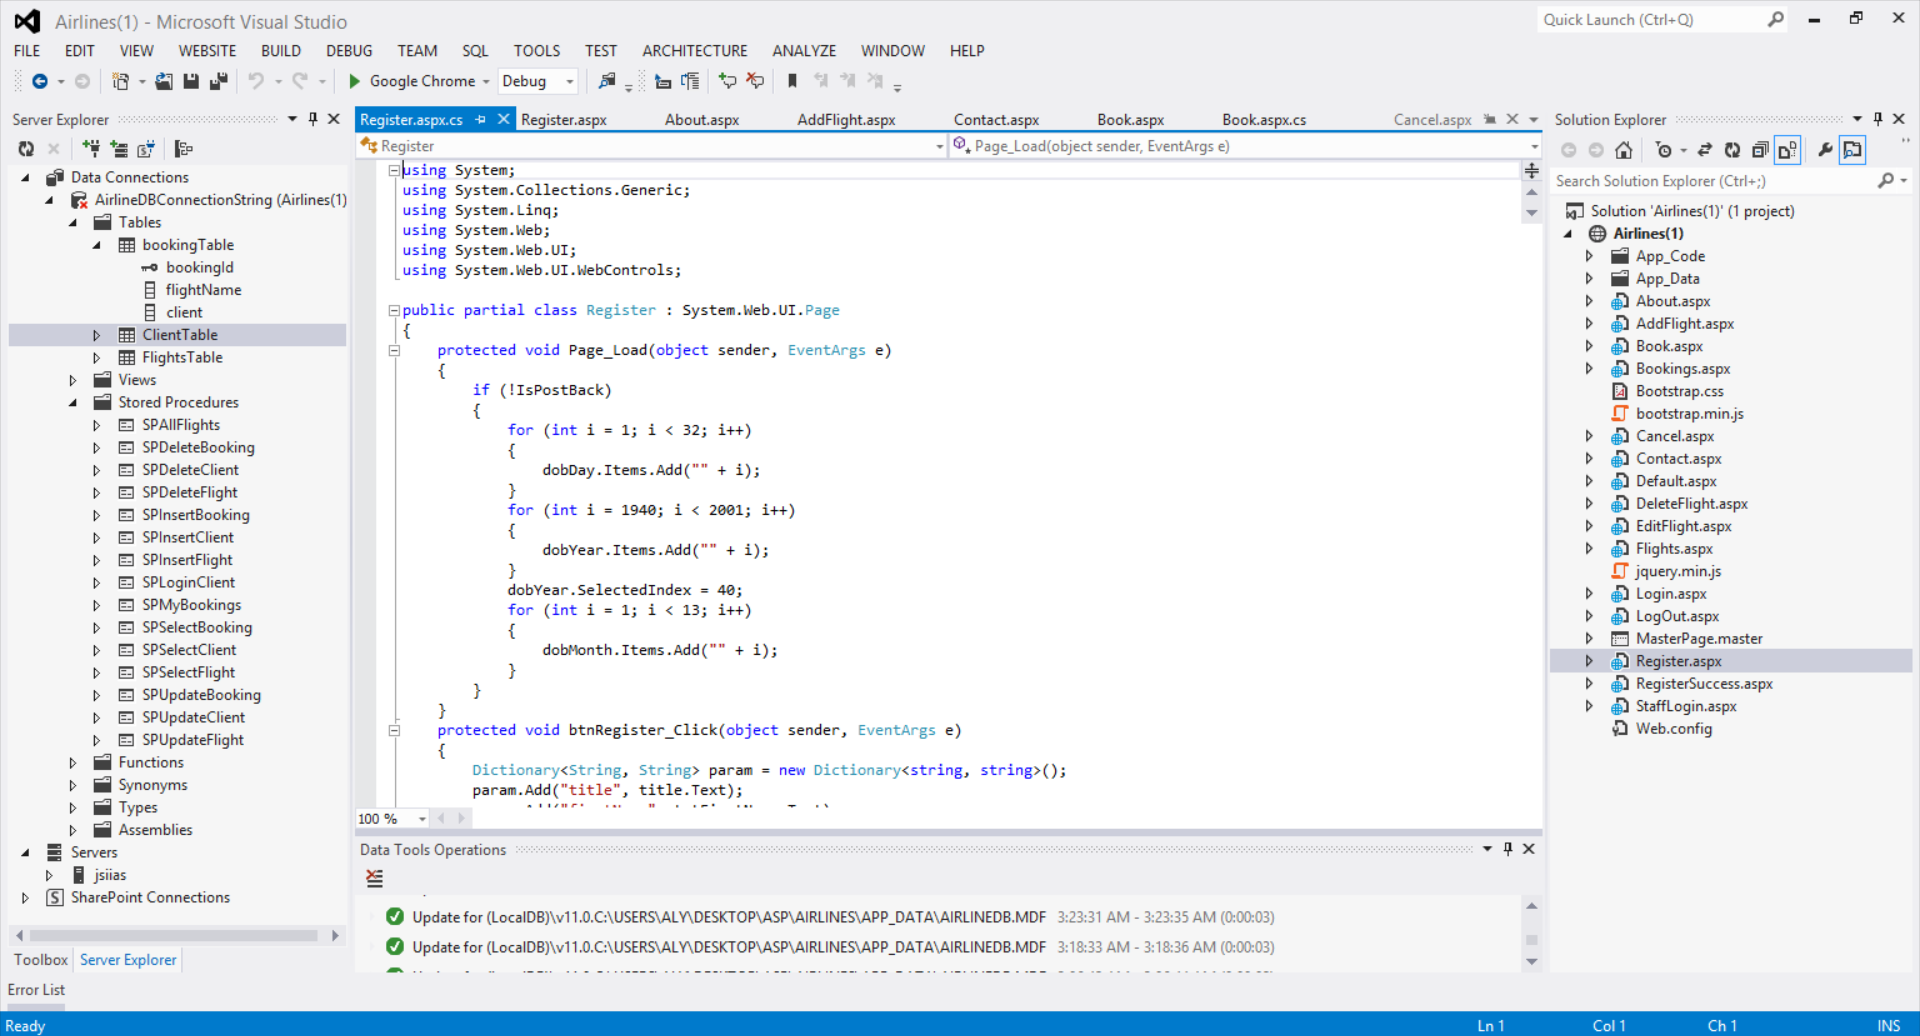 Airlines(1) - Microsoft Visual Studio
Quick Launch (Ctrl+Q)
FILE EDIT VIEW WEBSITE BUILD DEBUG TEAM SQL TOOLS TEST ARCHITECTURE ANALYZE WINDOW HELP
Google Chrome Debug
Server Explorer
Data Connections
AirlineDBConnectionString (Airlines(1)
Tables
bookingTable
bookingId
flightName
client
ClientTable
FlightsTable
Views
Stored Procedures
SPAllFlights
SPDeleteBooking
SPDeleteClient
SPDeleteFlight
SPInsertBooking
SPInsertClient
SPInsertFlight
SPLoginClient
SPMyBookings
SPSelectBooking
SPSelectClient
SPSelectFlight
SPUpdateBooking
SPUpdateClient
SPUpdateFlight
Functions
Synonyms
Types
Assemblies
Servers
jsiias
SharePoint Connections
Toolbox Server Explorer
Register.aspx.cs Register.aspx About.aspx AddFlight.aspx Contact.aspx Book.aspx Book.aspx.cs Cancel.aspx
Register Page_Load(object sender, EventArgs e)
using System;
using System.Collections.Generic;
using System.Linq;
using System.Web;
using System.Web.UI;
using System.Web.UI.WebControls;
public partial class Register : System.Web.UI.Page
{
protected void Page_Load(object sender, EventArgs e)
{
if (!IsPostBack)
{
for (int i = 1; i < 32; i++)
{
dobDay.Items.Add("" + i);
}
for (int i = 1940; i < 2001; i++)
{
dobYear.Items.Add("" + i);
}
dobYear.SelectedIndex = 40;
for (int i = 1; i < 13; i++)
{
dobMonth.Items.Add("" + i);
}
}
}
protected void btnRegister_Click(object sender, EventArgs e)
{
Dictionary<String, String> param = new Dictionary<string, string>();
param.Add("title", title.Text);
100 %
Data Tools Operations
Update for (LocalDB)\v11.0.C:\USERS\ALY\DESKTOP\ASP\AIRLINES\APP_DATA\AIRLINEDB.MDF 3:23:31 AM - 3:23:35 AM (0:00:03)
Update for (LocalDB)\v11.0.C:\USERS\ALY\DESKTOP\ASP\AIRLINES\APP_DATA\AIRLINEDB.MDF 3:18:33 AM - 3:18:36 AM (0:00:03)
Solution Explorer
Search Solution Explorer (Ctrl+;)
Solution 'Airlines(1)' (1 project)
Airlines(1)
App_Code
App_Data
About.aspx
AddFlight.aspx
Book.aspx
Bookings.aspx
Bootstrap.css
bootstrap.min.js
Cancel.aspx
Contact.aspx
Default.aspx
DeleteFlight.aspx
EditFlight.aspx
Flights.aspx
jquery.min.js
Login.aspx
LogOut.aspx
MasterPage.master
Register.aspx
RegisterSuccess.aspx
StaffLogin.aspx
Web.config
Error List
Ready Ln 1 Col 1 Ch 1 INS